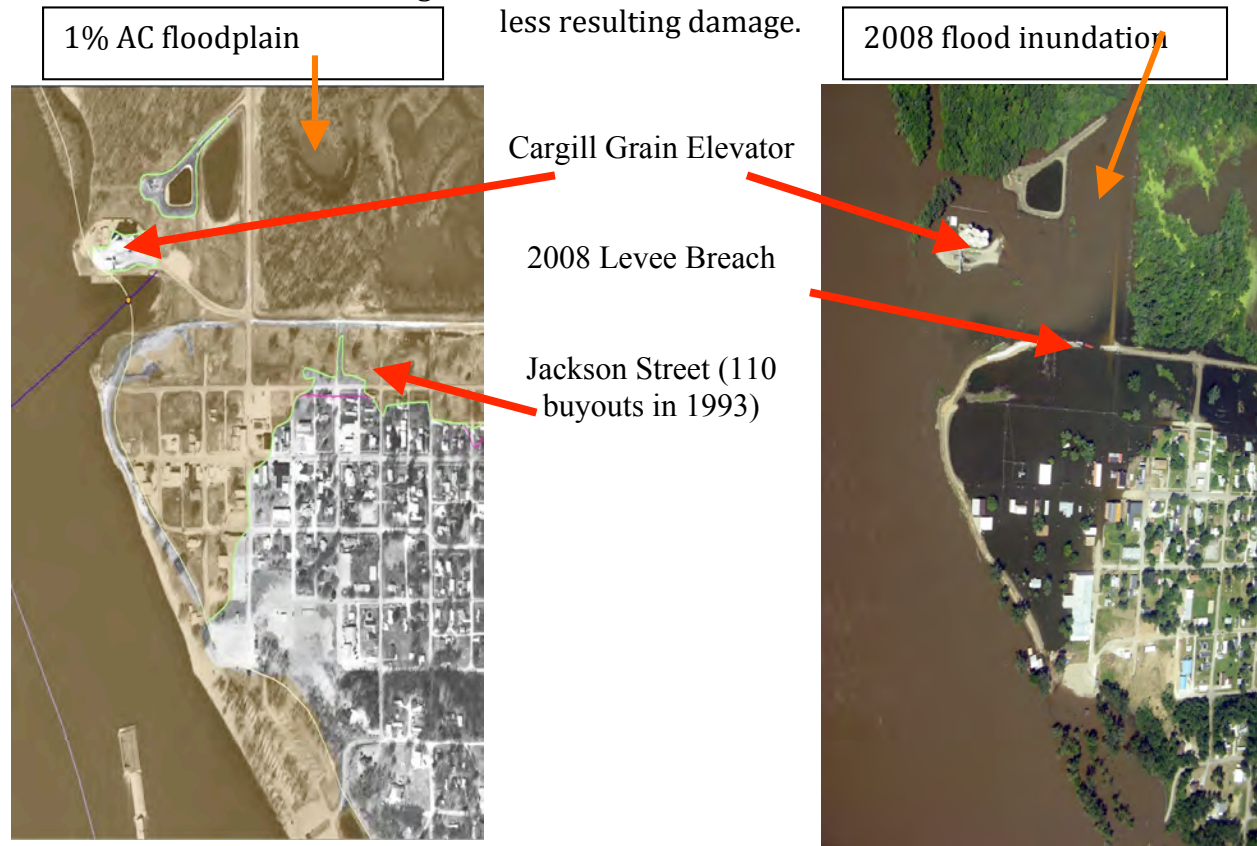 less resulting damage.
1% AC floodplain
2008 flood inundation
Cargill Grain Elevator
2008 Levee Breach
Jackson Street (110
buyouts in 1993)